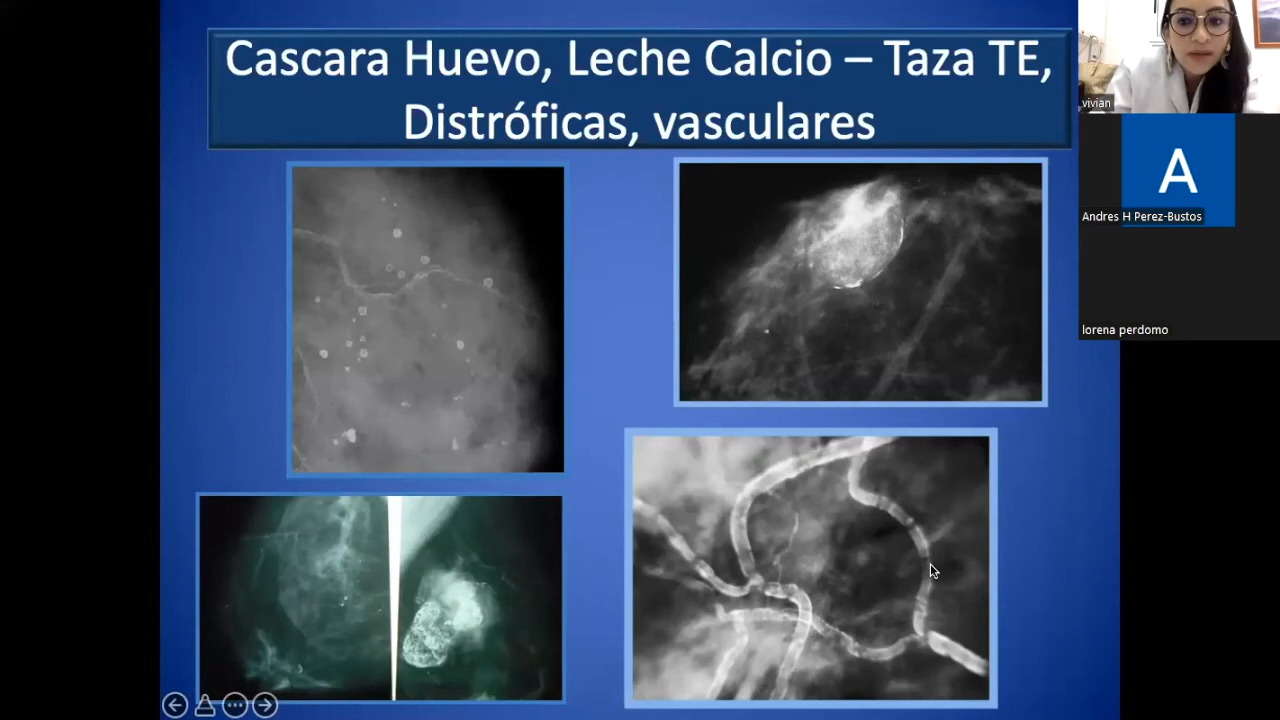 Cascara Huevo, Leche Calcio – Taza TE,
Distróficas, vasculares
vivian
A
Andres H Perez-Bustos
lorena perdomo